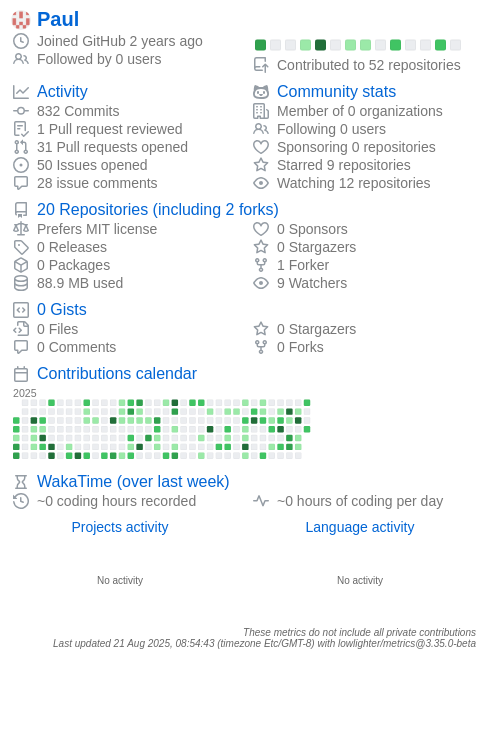 Paul
Joined GitHub 2 years ago
Followed by 0 users
Contributed to 52 repositories
Activity
832 Commits
1 Pull request reviewed
31 Pull requests opened
50 Issues opened
28 issue comments
Community stats
Member of 0 organizations
Following 0 users
Sponsoring 0 repositories
Starred 9 repositories
Watching 12 repositories
20 Repositories (including 2 forks)
Prefers MIT license
0 Releases
0 Packages
88.9 MB used
0 Sponsors
0 Stargazers
1 Forker
9 Watchers
0 Gists
0 Files
0 Comments
0 Stargazers
0 Forks
Contributions calendar
2025
WakaTime (over last week)
~0 coding hours recorded
~0 hours of coding per day
Projects activity
Language activity
No activity
No activity
These metrics do not include all private contributions
Last updated 21 Aug 2025, 08:54:43 (timezone Etc/GMT-8) with lowlighter/metrics@3.35.0-beta